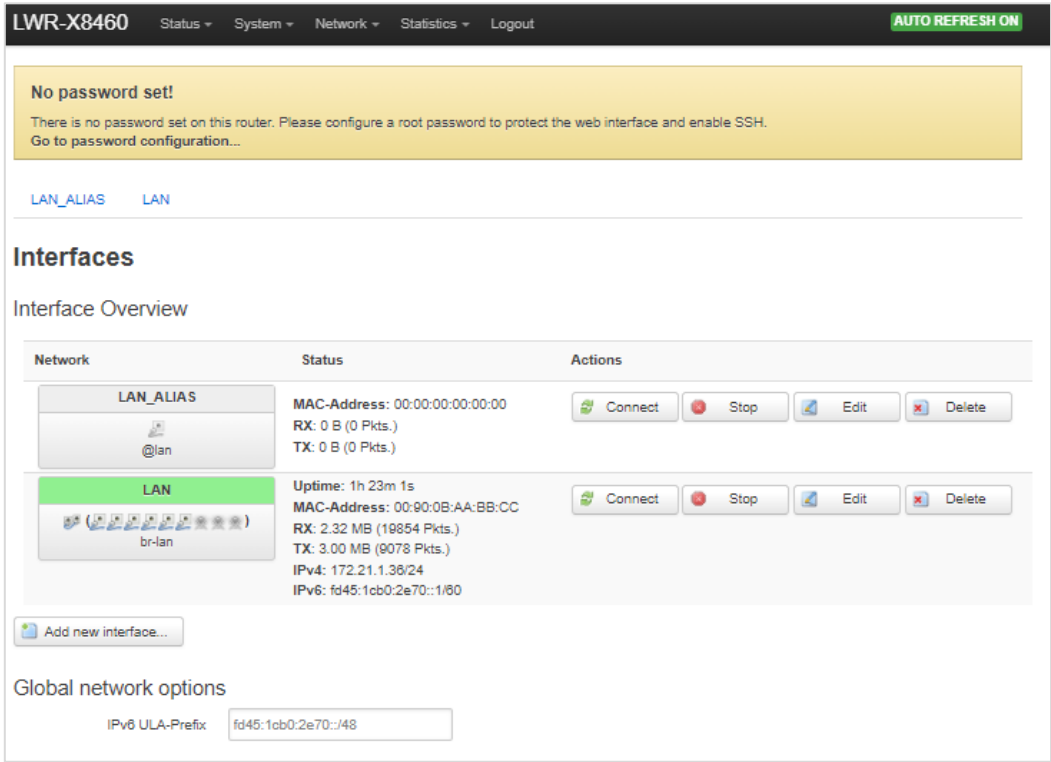 LWR-X8460 Status System Network Statistics Logout AUTO REFRESH ON
No password set!
There is no password set on this router. Please configure a root password to protect the web interface and enable SSH.
Go to password configuration...
LAN_ALIAS LAN
Interfaces
Interface Overview
Network Status Actions
LAN_ALIAS
@lan
MAC-Address: 00:00:00:00:00:00
RX: 0 B (0 Pkts.)
TX: 0 B (0 Pkts.)
Connect Stop Edit Delete
LAN
( )
br-lan
Uptime: 1h 23m 1s
MAC-Address: 00:90:0B:AA:BB:CC
RX: 2.32 MB (19854 Pkts.)
TX: 3.00 MB (9078 Pkts.)
IPv4: 172.21.1.36/24
IPv6: fd45:1cb0:2e70::1/60
Connect Stop Edit Delete
Add new interface...
Global network options
IPv6 ULA-Prefix fd45:1cb0:2e70::/48